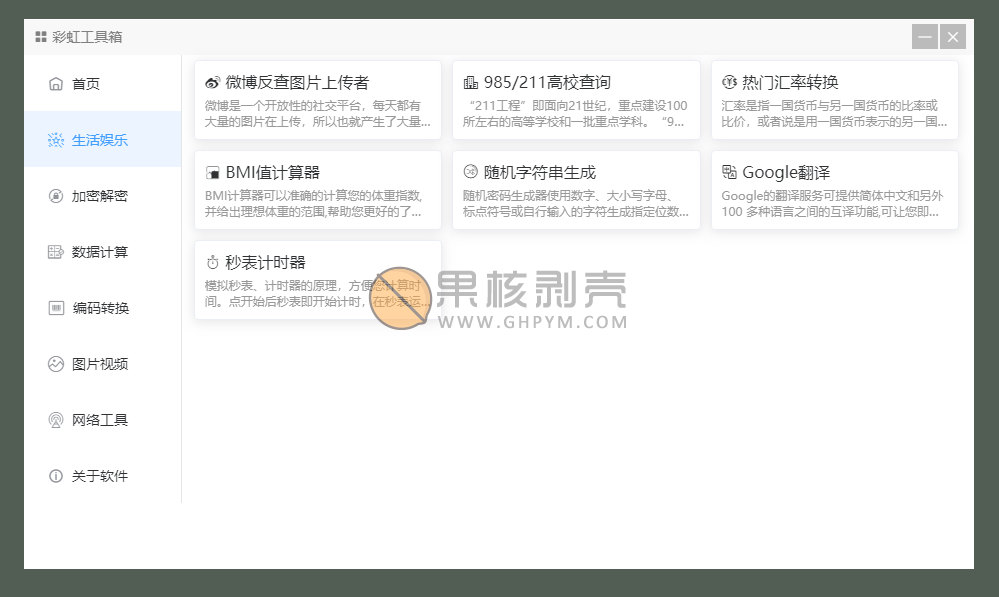 彩虹工具箱
首页
生活娱乐
加密解密
数据计算
编码转换
图片视频
网络工具
关于软件
微博反查图片上传者
微博是一个开放性的社交平台，每天都有
大量的图片在上传，所以也就产生了大量...
985/211高校查询
“211工程”即面向21世纪，重点建设100
所左右的高等学校和一批重点学科。“9...
热门汇率转换
汇率是指一国货币与另一国货币的比率或
比价，或者说是用一国货币表示的另一国...
BMI值计算器
BMI计算器可以准确的计算您的体重指数,
并给出理想体重的范围,帮助您更好的了...
随机字符串生成
随机密码生成器使用数字、大小写字母、
标点符号或自行输入的字符生成指定位数...
Google翻译
Google的翻译服务可提供简体中文和另外
100 多种语言之间的互译功能,可让您即...
秒表计时器
模拟秒表、计时器的原理，方便您计算时
间。点开始后秒表即开始计时，在秒表运...
果核剥壳
WWW.GHPYM.COM